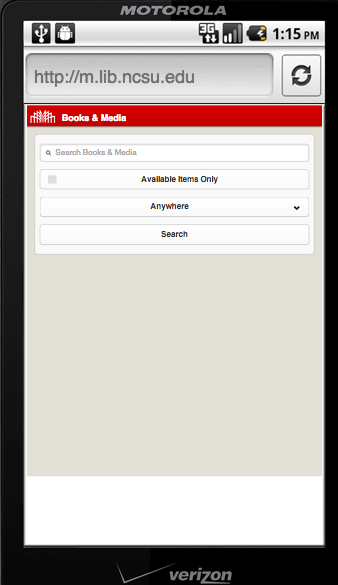 MOTOROLA
3G 1:15 PM
http://m.lib.ncsu.edu
Books & Media
Search Books & Media
Available Items Only
Anywhere
Search
verizon